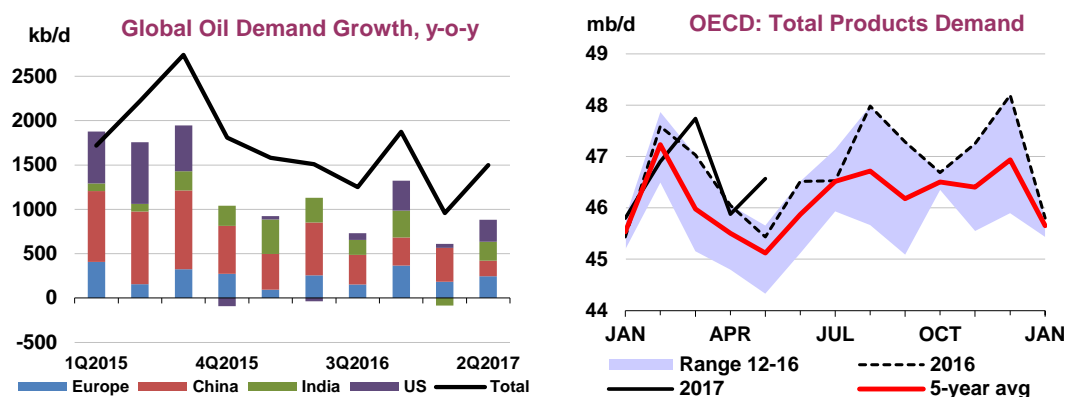 kb/d
Global Oil Demand Growth, y-o-y
2500
2000
1500
1000
500
0
-500
1Q2015 4Q2015 3Q2016 2Q2017
Europe China India US Total
mb/d
OECD: Total Products Demand
49
48
47
46
45
44
JAN APR JUL OCT JAN
Range 12-16 2016
2017 5-year avg